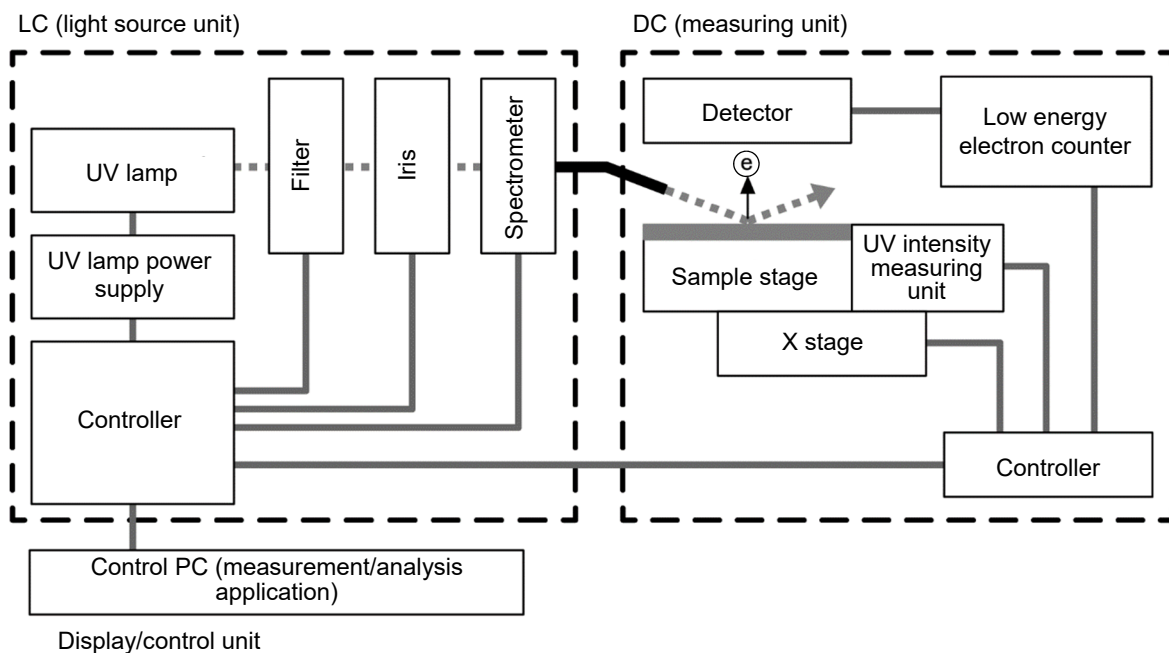 LC (light source unit)
DC (measuring unit)
UV lamp
Filter
Iris
Spectrometer
UV lamp power
supply
Controller
Detector
Low energy
electron counter
e
Sample stage
UV intensity
measuring
unit
X stage
Controller
Control PC (measurement/analysis
application)
Display/control unit